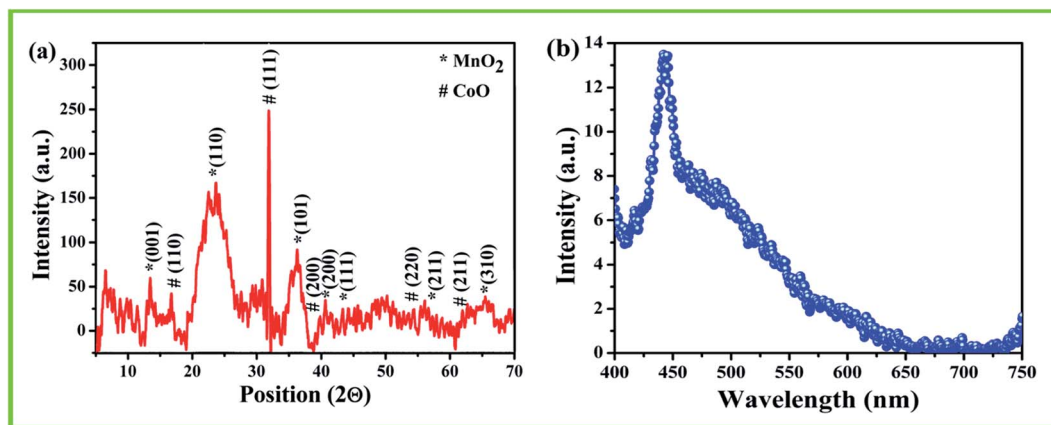 (a)
* MnO2
# CoO
300
250
200
150
100
50
0
Intensity (a.u.)
*(001)
# (110)
*(110)
# (111)
*(101)
# (200)
*(200)
*(111)
# (220)
*(211)
# (211)
*(310)
10 20 30 40 50 60 70
Position (2Θ)
(b)
14
12
10
8
6
4
2
0
Intensity (a.u.)
400 450 500 550 600 650 700 750
Wavelength (nm)